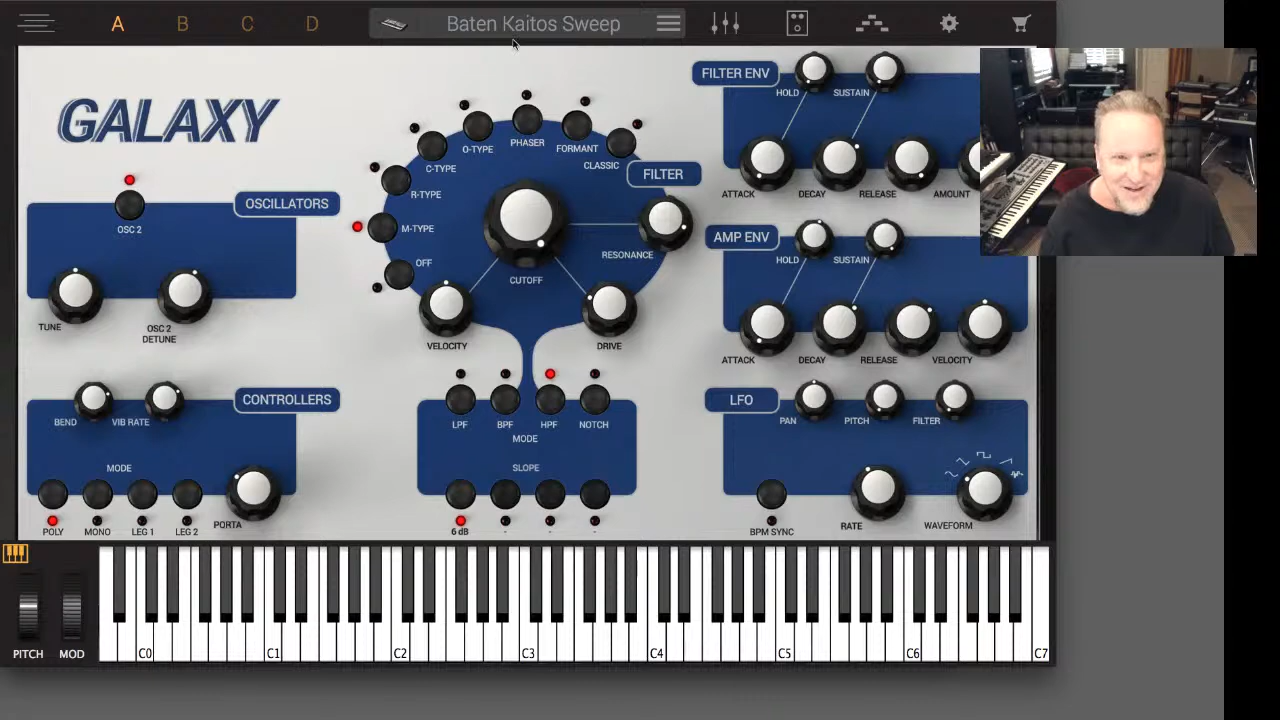 A B C D Baten Kaitos Sweep
GALAXY
OSCILLATORS
OSC 2
TUNE
OSC 2
DETUNE
CONTROLLERS
BEND VIB RATE
MODE
PORTA
POLY MONO LEG 1 LEG 2
FILTER
OFF
M-TYPE
R-TYPE
C-TYPE
O-TYPE
PHASER
FORMANT
CLASSIC
RESONANCE
CUTOFF
VELOCITY
DRIVE
LPF BPF HPF NOTCH
MODE
SLOPE
6 dB - - -
FILTER ENV
HOLD SUSTAIN
ATTACK DECAY RELEASE AMOUNT
AMP ENV
HOLD SUSTAIN
ATTACK DECAY RELEASE VELOCITY
LFO
PAN PITCH FILTER
BPM SYNC RATE WAVEFORM
PITCH MOD
C0 C1 C2 C3 C4 C5 C6 C7